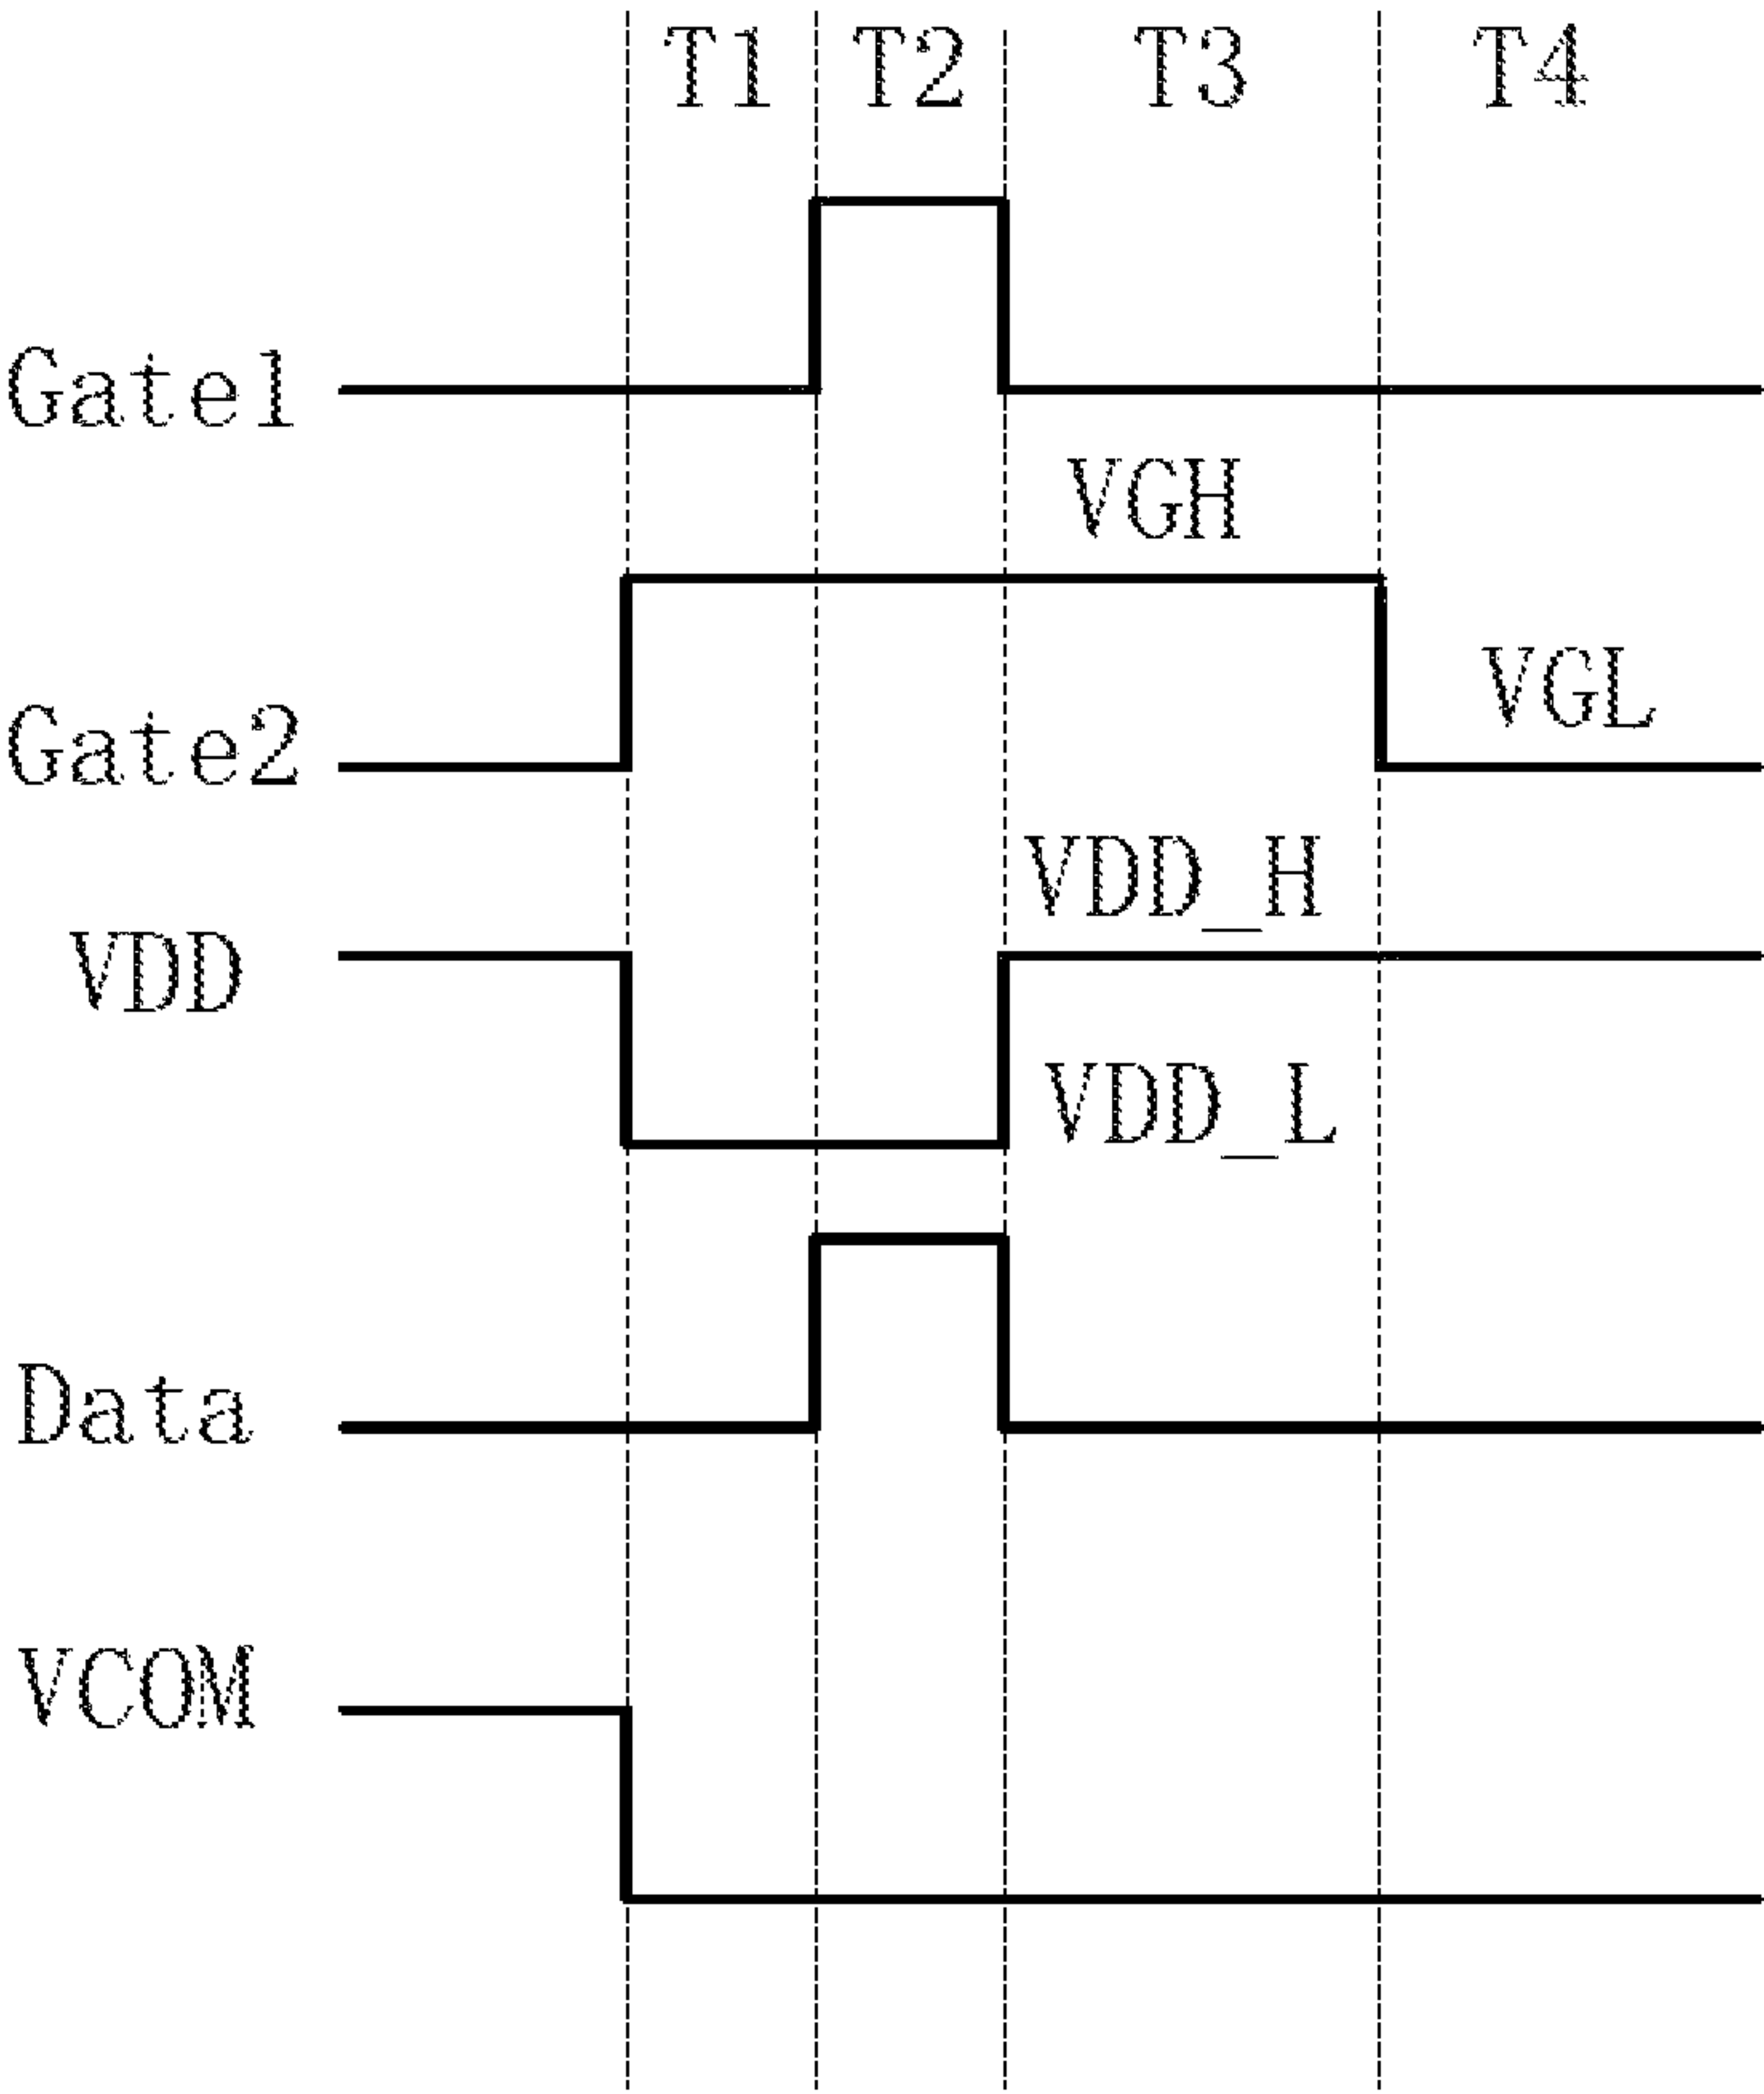 T1 T2 T3 T4
Gate1
VGH
Gate2
VGL
VDD_H
VDD
VDD_L
Data
VCOM